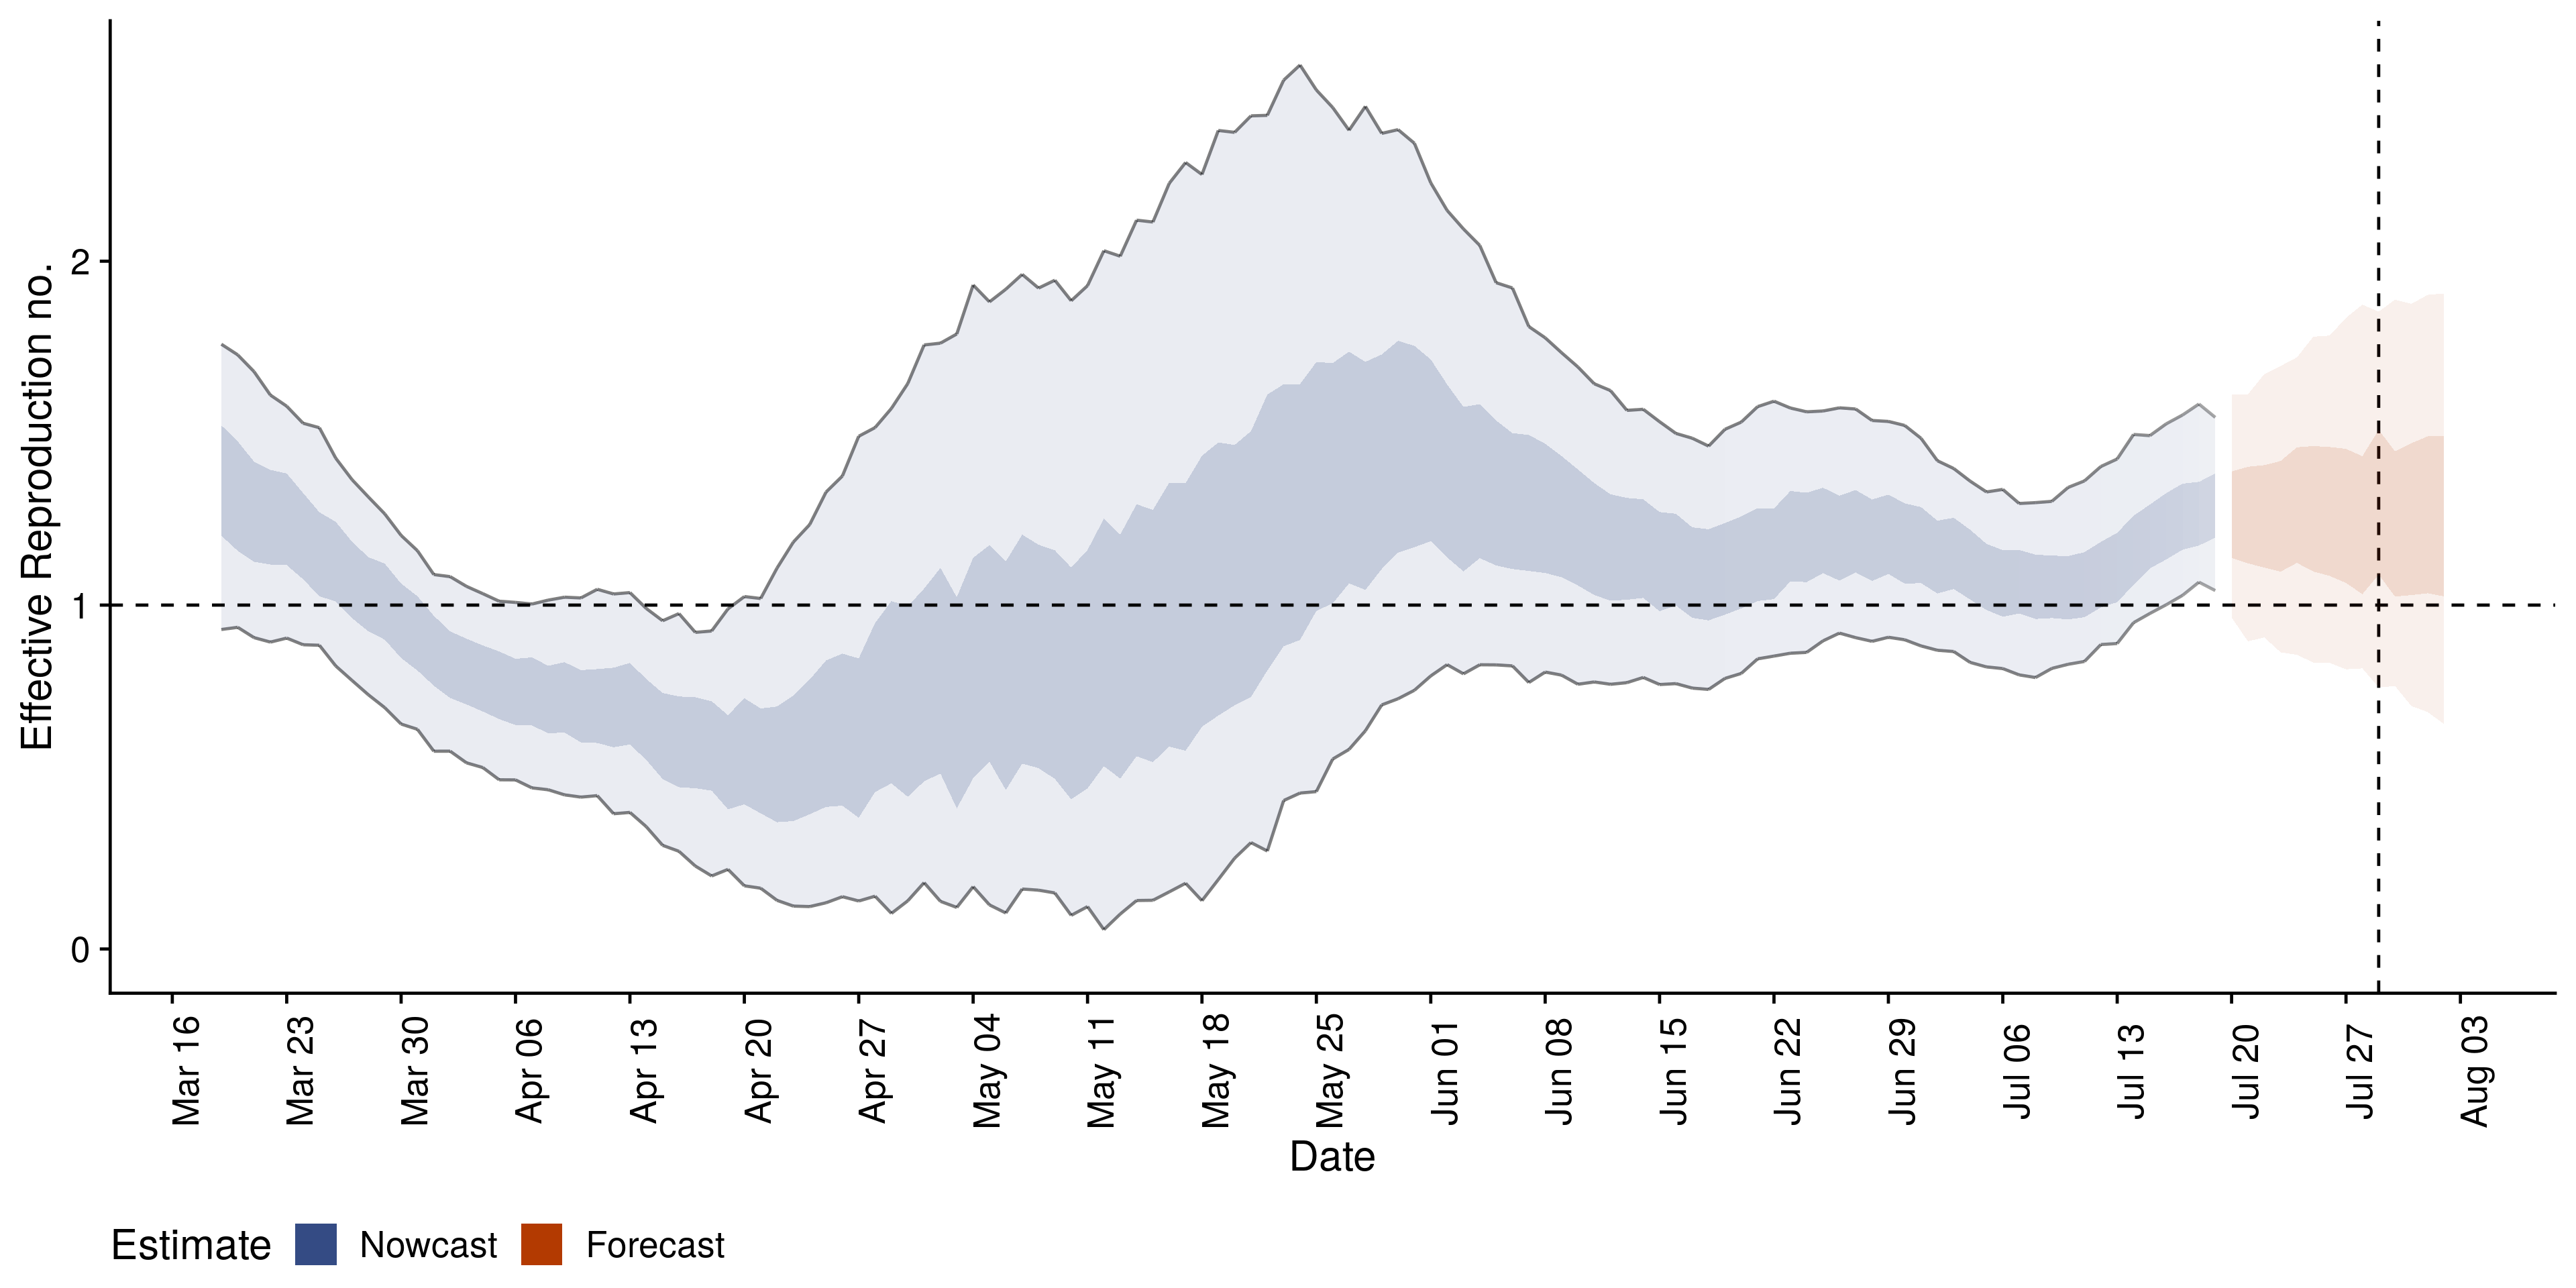 Effective Reproduction no.
2
1
0
Mar 16
Mar 23
Mar 30
Apr 06
Apr 13
Apr 20
Apr 27
May 04
May 11
May 18
May 25
Jun 01
Jun 08
Jun 15
Jun 22
Jun 29
Jul 06
Jul 13
Jul 20
Jul 27
Aug 03
Date
Estimate Nowcast Forecast